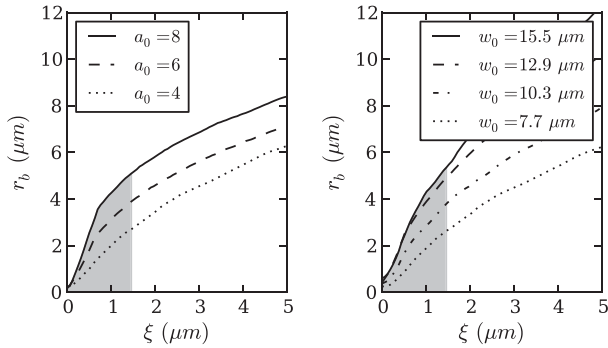 12
10
8
6
4
2
0
r_b (μm)
a_0 = 8
a_0 = 6
a_0 = 4
0 1 2 3 4 5
ξ (μm)
12
10
8
6
4
2
0
r_b (μm)
w_0 = 15.5 μm
w_0 = 12.9 μm
w_0 = 10.3 μm
w_0 = 7.7 μm
0 1 2 3 4 5
ξ (μm)